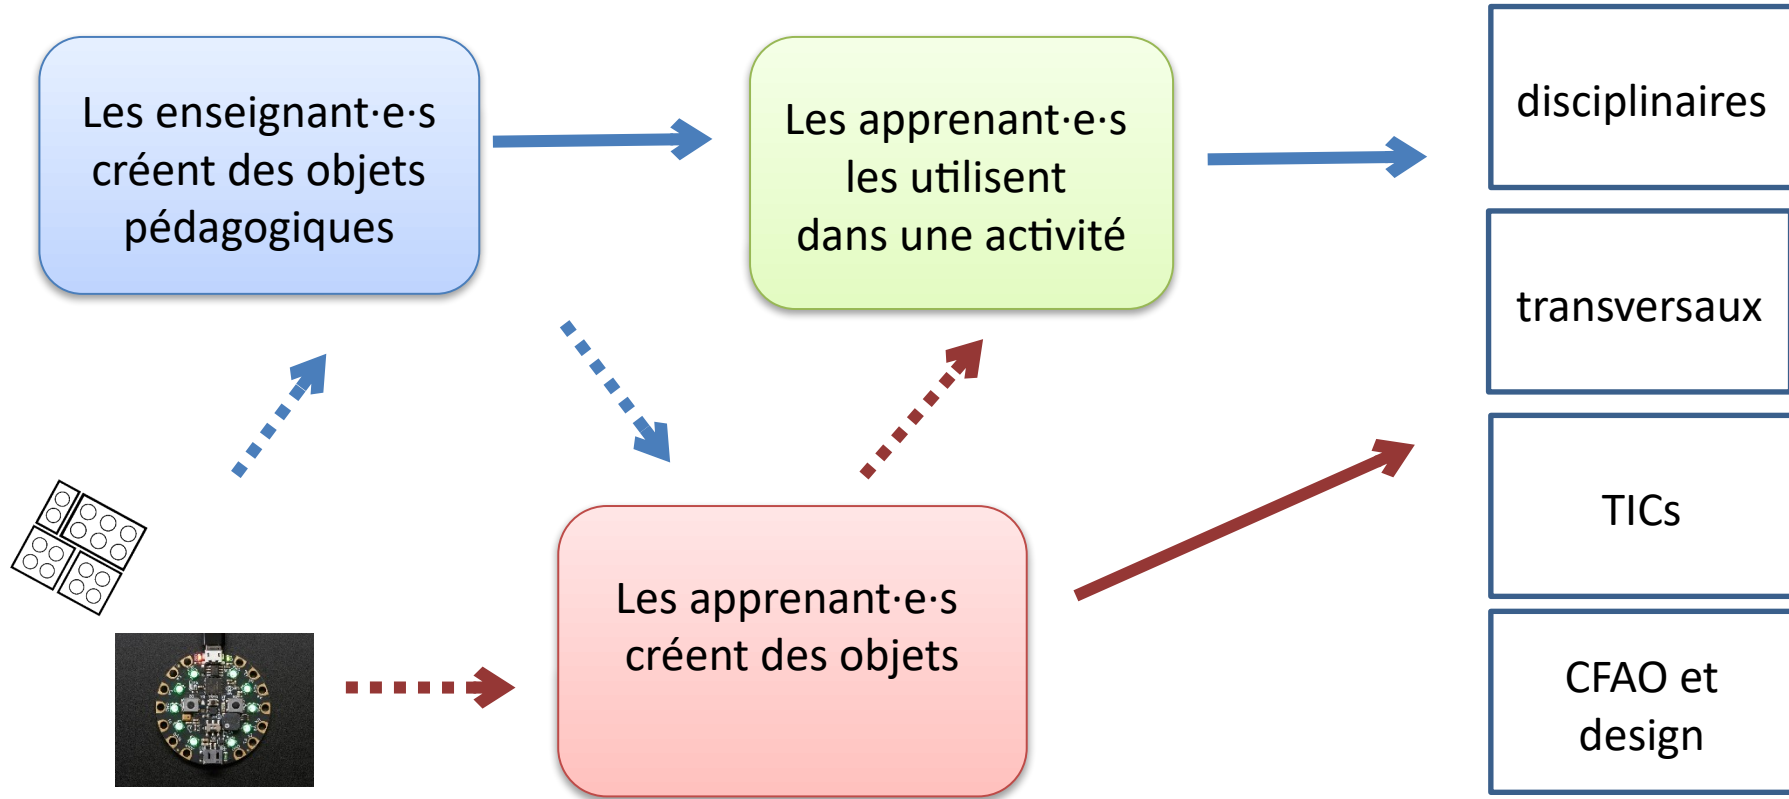 Les enseignant·e·s
créent des objets
pédagogiques
Les apprenant·e·s
les utilisent
dans une activité
Les apprenant·e·s
créent des objets
disciplinaires
transversaux
TICs
CFAO et
design